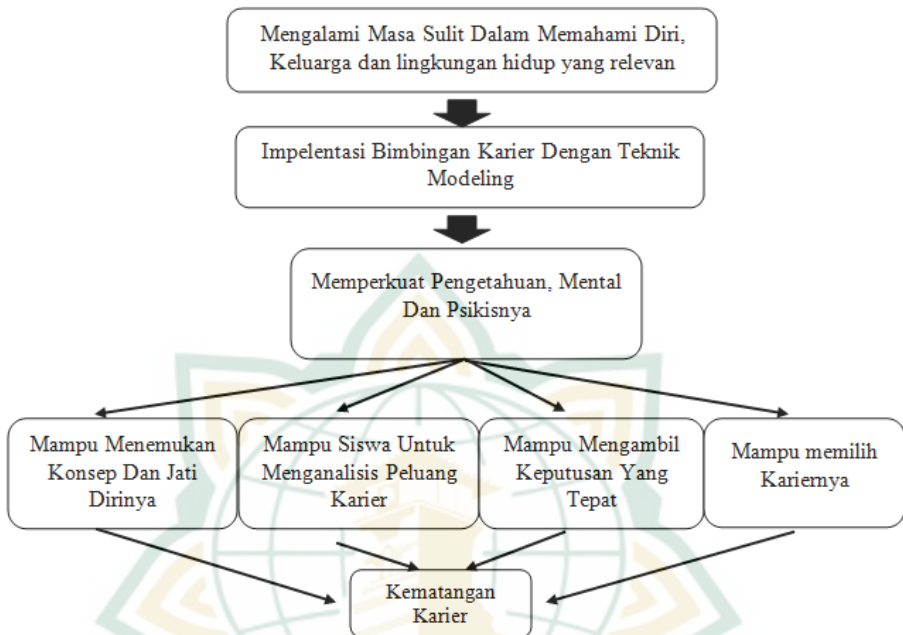 Mengalami Masa Sulit Dalam Memahami Diri,
Keluarga dan lingkungan hidup yang relevan
Impelentasi Bimbingan Karier Dengan Teknik
Modeling
Memperkuat Pengetahuan, Mental
Dan Psikisnya
Mampu Menemukan
Konsep Dan Jati
Dirinya
Mampu Siswa Untuk
Menganalisis Peluang
Karier
Mampu Mengambil
Keputusan Yang
Tepat
Mampu memilih
Kariernya
Kematangan
Karier